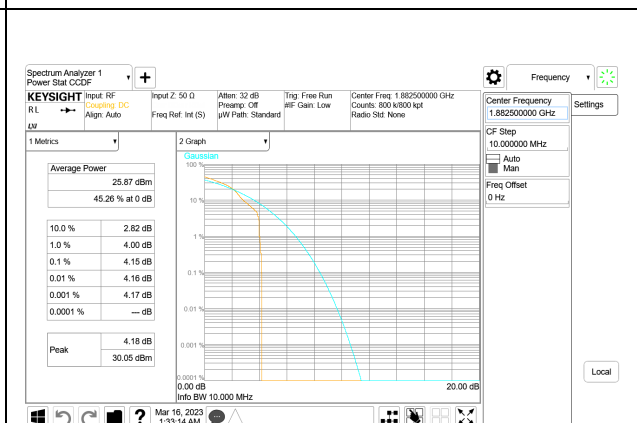 Spectrum Analyzer 1
Power Stat CCDF
Frequency
KEYSIGHT
RL
LXI
Input: RF
Coupling: DC
Align: Auto
Input Z: 50 Ω
Freq Ref: Int (S)
Atten: 32 dB
Preamp: Off
µW Path: Standard
Trig: Free Run
#IF Gain: Low
Center Freq: 1.882500000 GHz
Counts: 800 k/800 kpt
Radio Std: None
Center Frequency
1.882500000 GHz
Settings
CF Step
10.000000 MHz
Auto
Man
Freq Offset
0 Hz
1 Metrics
Average Power
25.87 dBm
45.26 % at 0 dB
10.0 % 2.82 dB
1.0 % 4.00 dB
0.1 % 4.15 dB
0.01 % 4.16 dB
0.001 % 4.17 dB
0.0001 % --- dB
Peak
4.18 dB
30.05 dBm
2 Graph
Gaussian
100 %
10 %
1 %
0.1 %
0.01 %
0.001 %
0.0001 %
0.00 dB 20.00 dB
Info BW 10.000 MHz
Local
?
Mar 16, 2023
1:33:14 AM